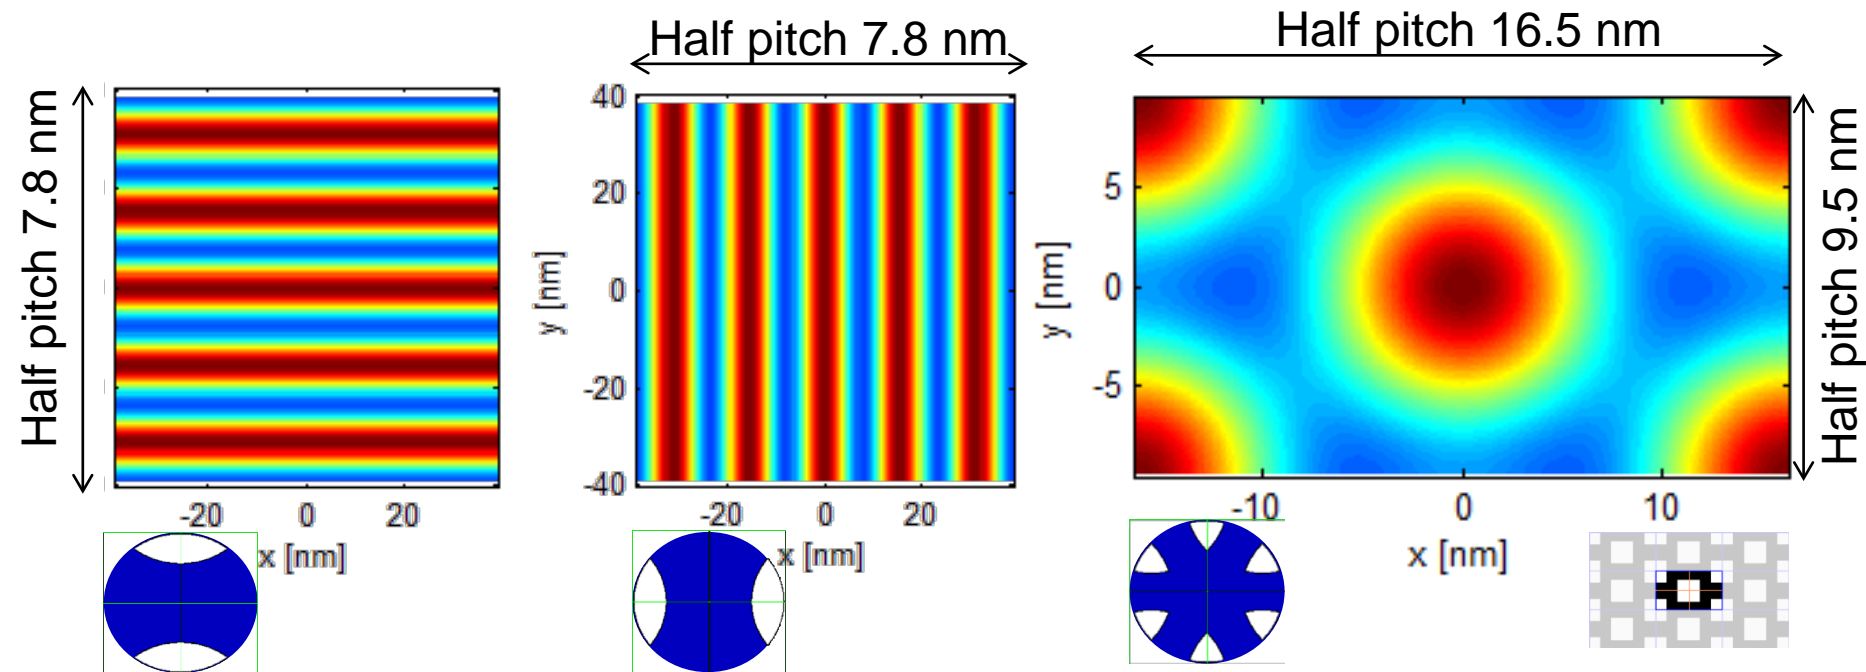 Half pitch 7.8 nm
-20 0 20
x [nm]
Half pitch 7.8 nm
40
20
0
-20
-40
y [nm]
-20 0 20
x [nm]
Half pitch 16.5 nm
5
0
-5
y [nm]
-10 0 10
x [nm]
Half pitch 9.5 nm